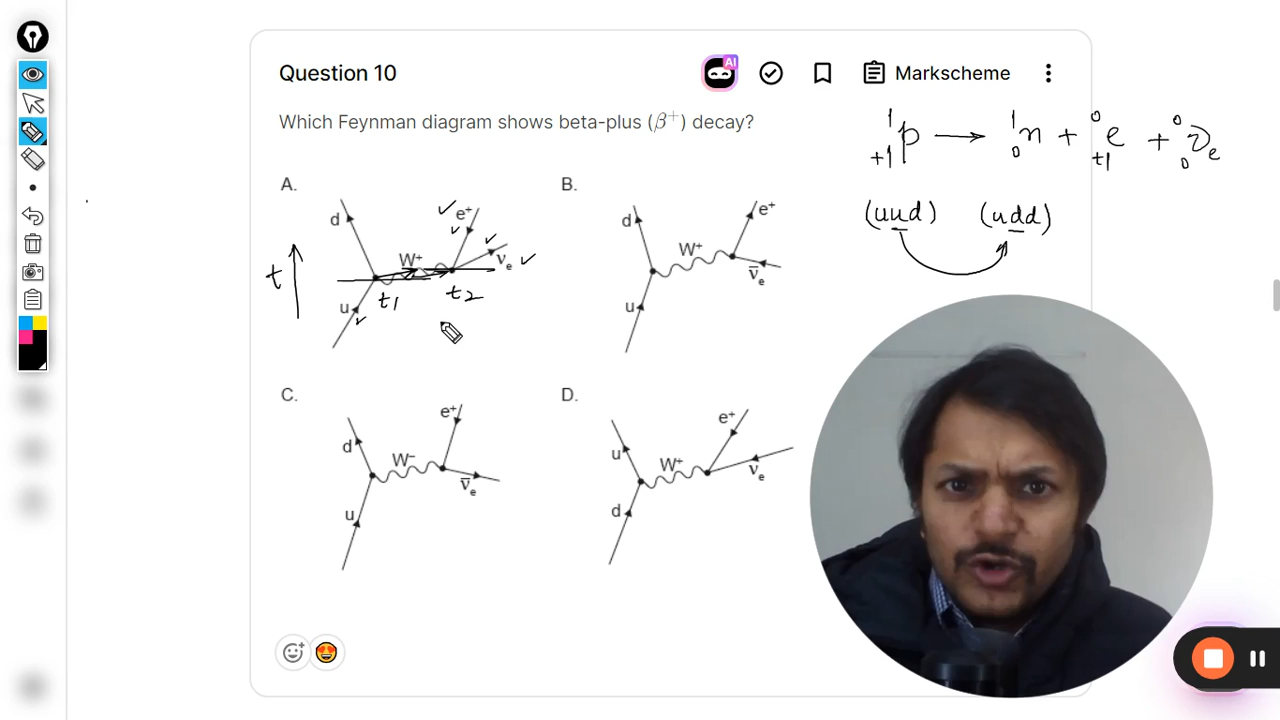 Question 10
AI
Markscheme
Which Feynman diagram shows beta-plus (β⁺) decay?
¹₊₁p → ¹₀n + ⁰₊₁e + ⁰₀νₑ
(uud) (udd)
A.
d
e⁺
W⁺
νₑ
u
t
t1
t2
B.
d
e⁺
W⁺
ν̅ₑ
u
C.
d
e⁺
W⁻
ν̅ₑ
u
D.
u
e⁺
W⁺
νₑ
d